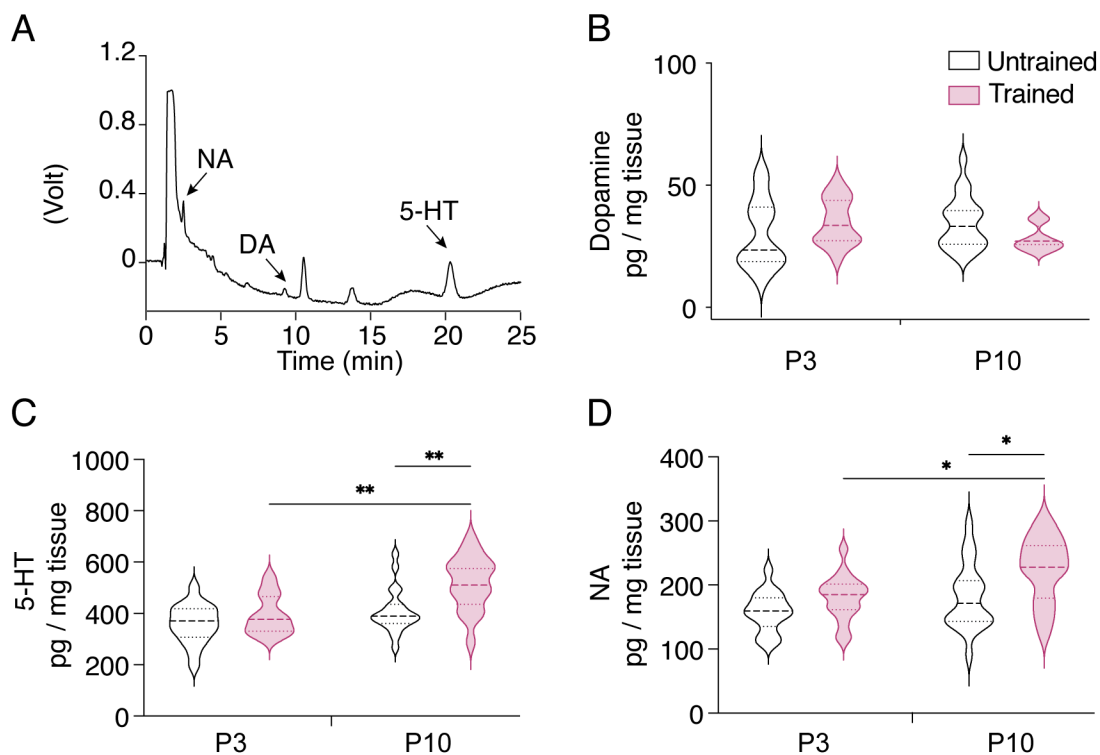 A
1.2
0.8
0.4
0
(Volt)
NA
DA
5-HT
0 5 10 15 20 25
Time (min)
B
100
50
0
Dopamine
pg / mg tissue
Untrained
Trained
P3 P10
C
1000
800
600
400
200
0
5-HT
pg / mg tissue
**
**
P3 P10
D
400
300
200
100
0
NA
pg / mg tissue
*
*
P3 P10